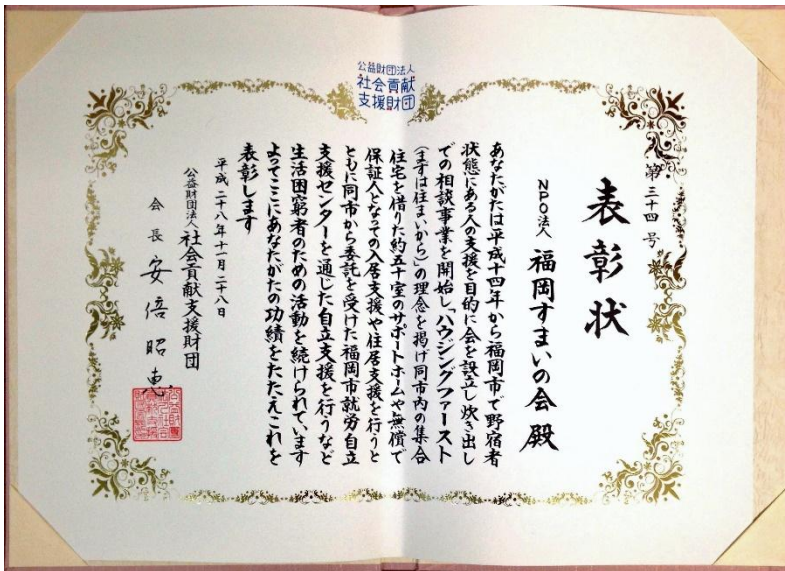 公益財団法人
社会貢献
支援財団
第三十四号
表彰状
NPO法人 福岡すまいの会 殿
あなたがたは平成十四年から福岡市で野宿者
状態にある人の支援を目的に会を設立し炊き出し
での相談事業を開始し「ハウジングファースト
(まずは住まいから)」の理念を掲げ同市内の集合
住宅を借りた約五十室のサポートホームや無償で
保証人となっての入居支援や住居支援を行うと
ともに同市から委託を受けた福岡市就労自立
支援センターを通じた自立支援を行うなど
生活困窮者のための活動を続けられています
よってここにあなたがたの功績をたたえこれを
表彰します
平成二十八年十一月二十八日
公益財団法人 社会貢献支援財団
会長 安倍昭恵